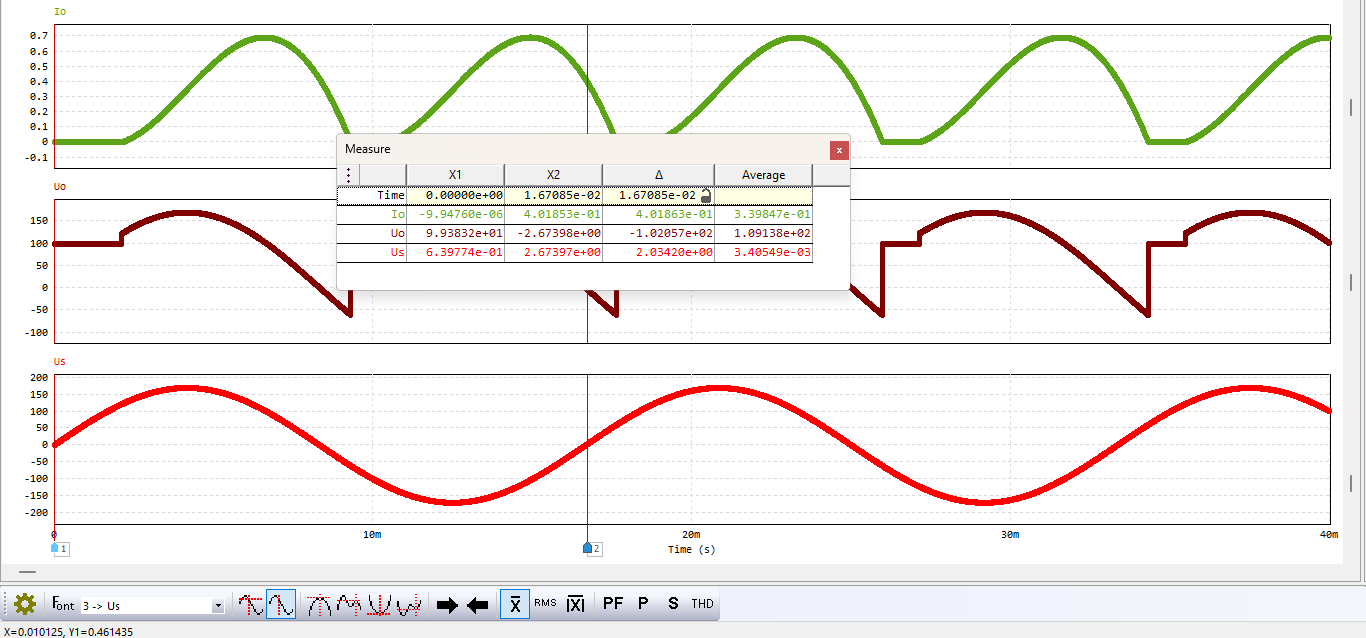 Io
0.7
0.6
0.5
0.4
0.3
0.2
0.1
0
-0.1
Measure x
X1 X2 Δ Average
Time 0.00000e+00 1.67085e-02 1.67085e-02
Io -9.94760e-06 4.01853e-01 4.01863e-01 3.39847e-01
Uo 9.93832e+01 -2.67398e+00 -1.02057e+02 1.09138e+02
Us 6.39774e-01 2.67397e+00 2.03420e+00 3.40549e-03
Uo
150
100
50
0
-50
-100
Us
200
150
100
50
0
-50
-100
-150
-200
0 10m 20m 30m 40m
1 2 Time (s)
Font 3 -> Us X RMS |X| PF P S THD
X=0.010125, Y1=0.461435